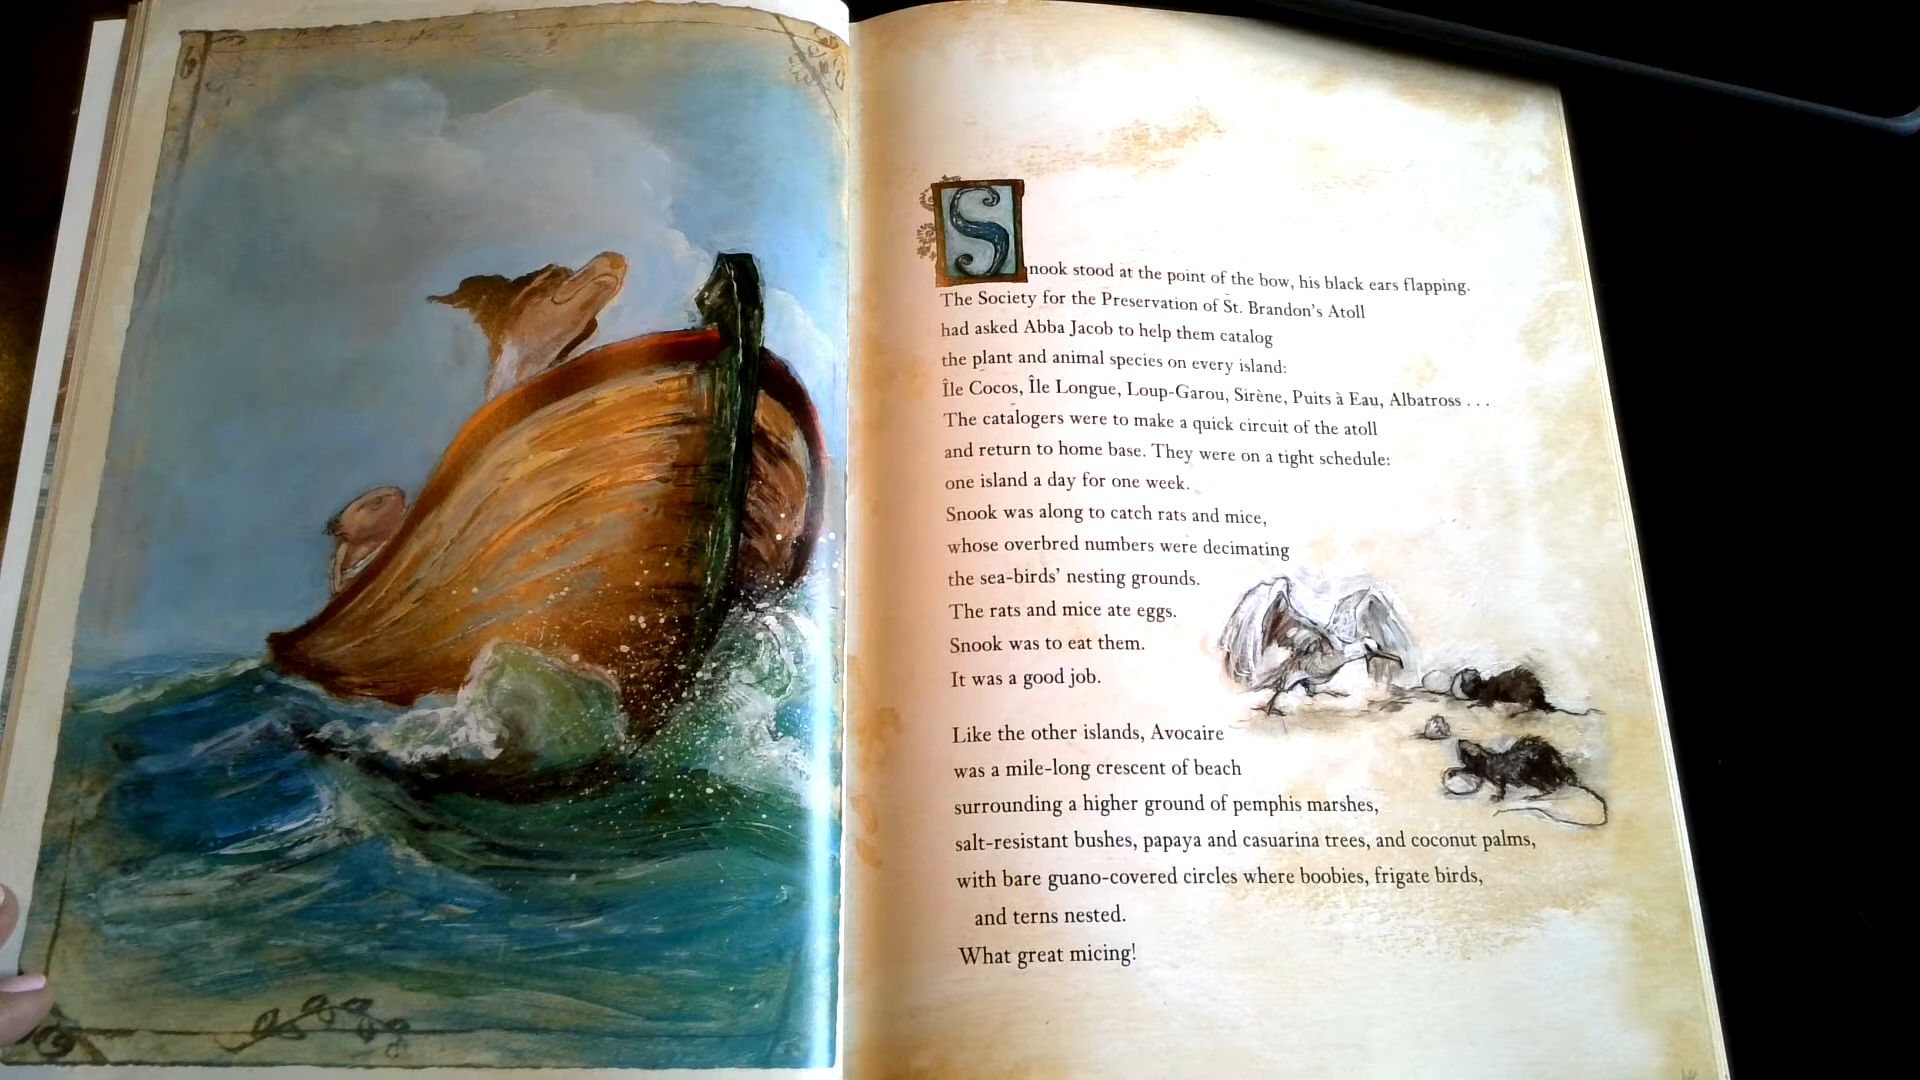 Snook stood at the point of the bow, his black ears flapping.
The Society for the Preservation of St. Brandon's Atoll
had asked Abba Jacob to help them catalog
the plant and animal species on every island:
Île Cocos, Île Longue, Loup-Garou, Sirène, Puits à Eau, Albatross . . .
The catalogers were to make a quick circuit of the atoll
and return to home base. They were on a tight schedule:
one island a day for one week.
Snook was along to catch rats and mice,
whose overbred numbers were decimating
the sea-birds' nesting grounds.
The rats and mice ate eggs.
Snook was to eat them.
It was a good job.
Like the other islands, Avocaire
was a mile-long crescent of beach
surrounding a higher ground of pemphis marshes,
salt-resistant bushes, papaya and casuarina trees, and coconut palms,
with bare guano-covered circles where boobies, frigate birds,
and terns nested.
What great micing!